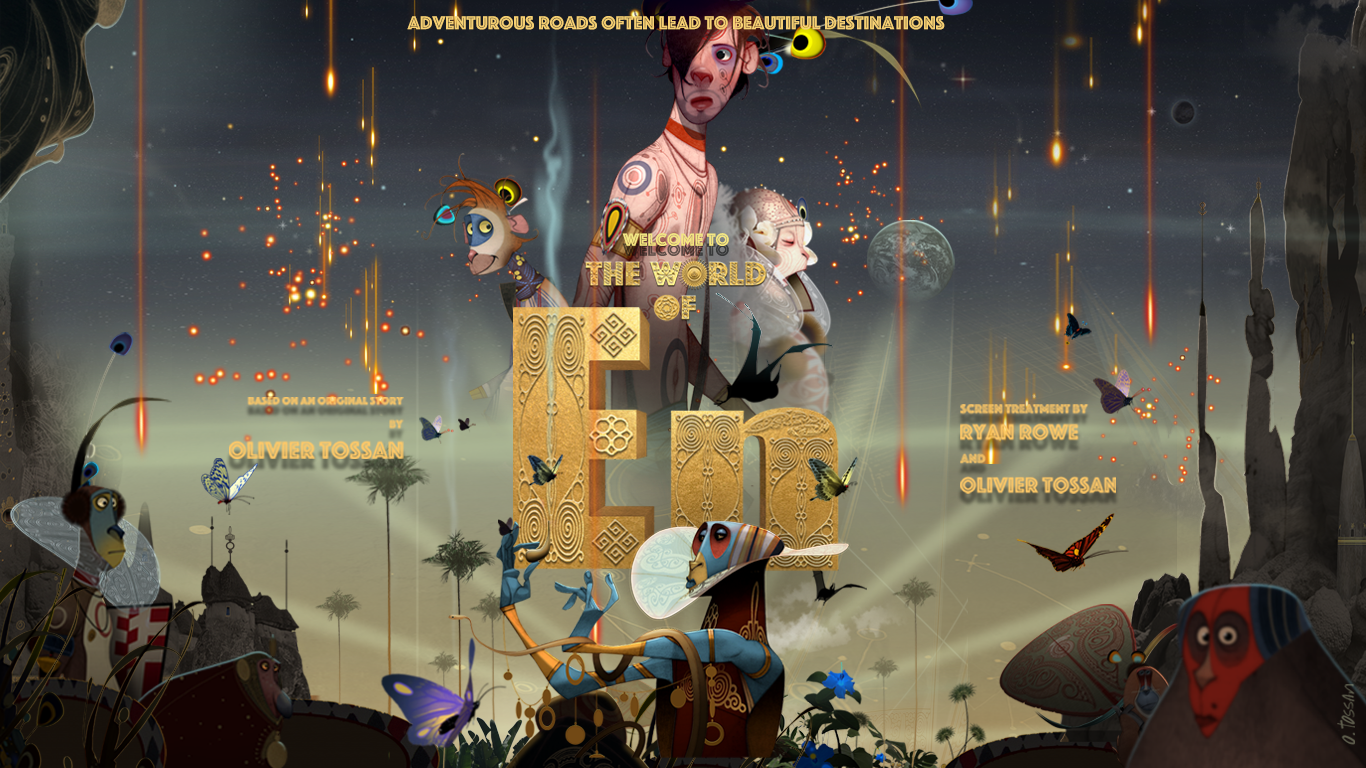 ADVENTUROUS ROADS OFTEN LEAD TO BEAUTIFUL DESTINATIONS
WELCOME TO
THE WORLD
OF
En
BASED ON AN ORIGINAL STORY
BY
OLIVIER TOSSAN
SCREEN TREATMENT BY
RYAN ROWE
AND
OLIVIER TOSSAN
O. TOSSAN